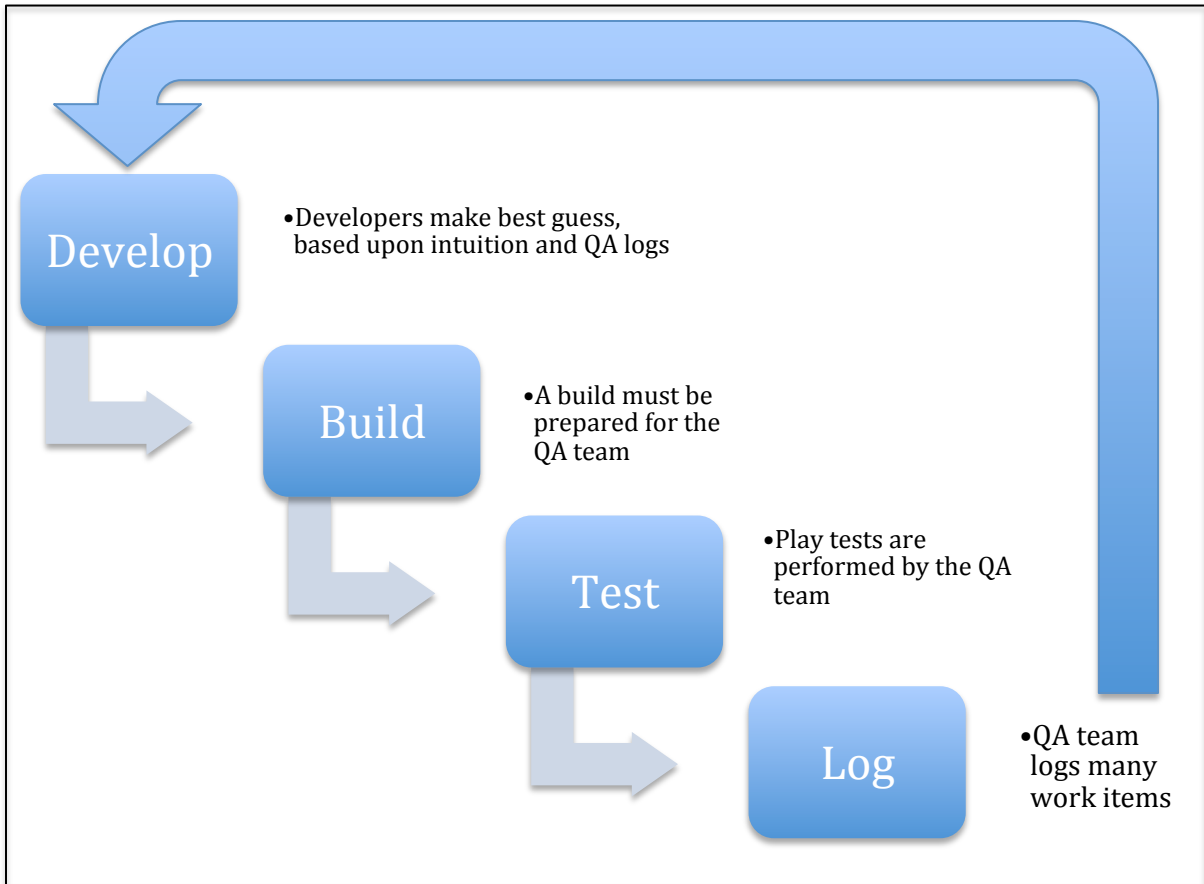 Develop
•Developers make best guess,
based upon intuition and QA logs
Build
•A build must be
prepared for the
QA team
Test
•Play tests are
performed by the QA
team
Log
•QA team
logs many
work items